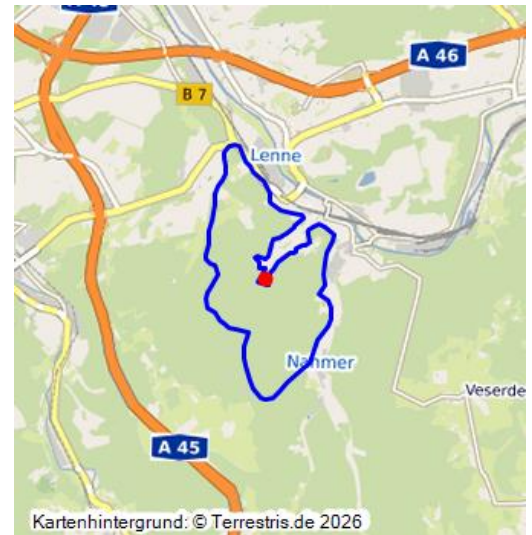 A 46
B 7
Lenne
Nahmer
Veserde
A 45
Kartenhintergrund: © Terrestris.de 2026